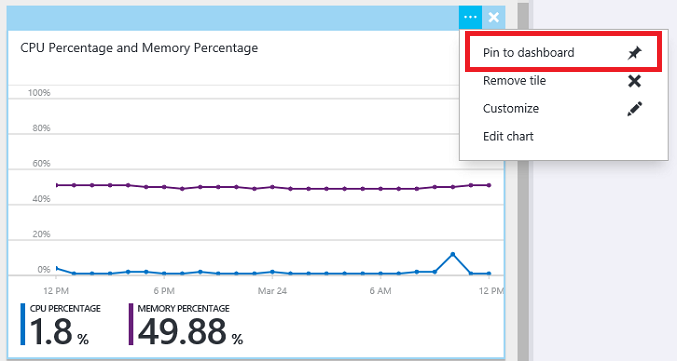 ...
Pin to dashboard
Remove tile
Customize
Edit chart
CPU Percentage and Memory Percentage
100%
80%
60%
40%
20%
0%
12 PM 6 PM Mar 24 6 AM 12 PM
CPU PERCENTAGE MEMORY PERCENTAGE
1.8 % 49.88 %